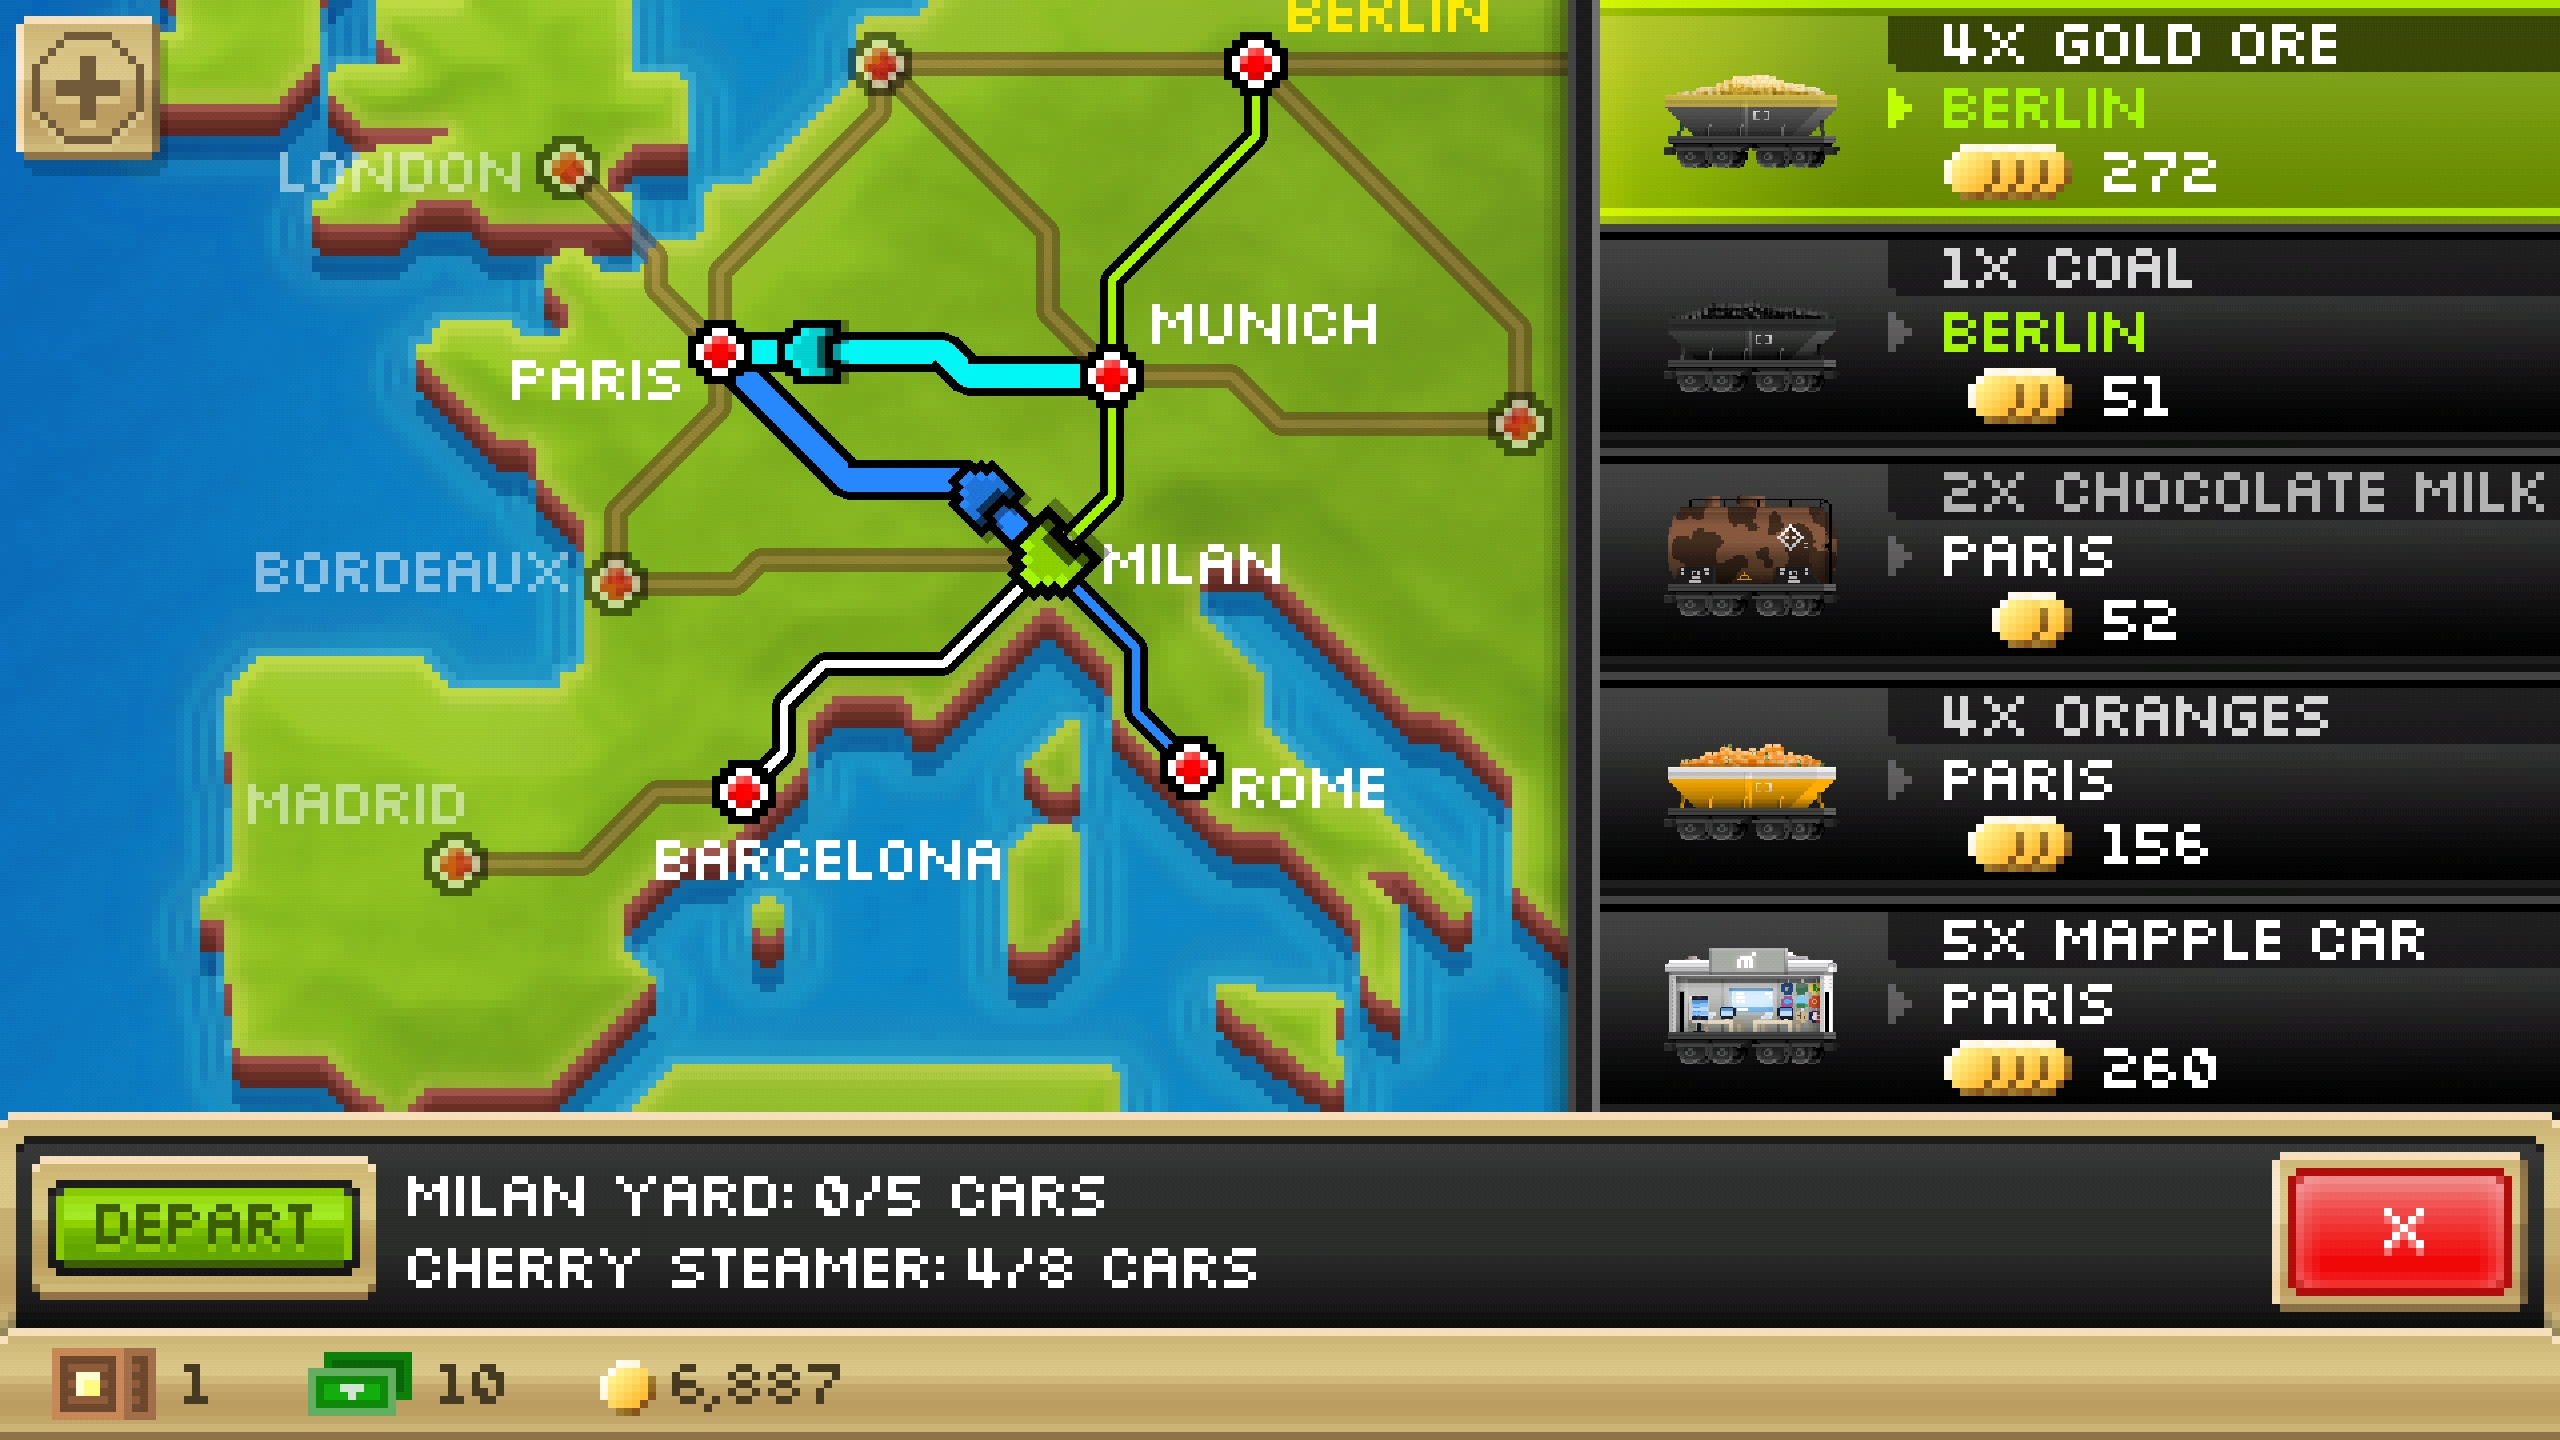 BERLIN
LONDON
MUNICH
PARIS
MILAN
BORDEAUX
ROME
MADRID
BARCELONA
4X GOLD ORE
BERLIN
272
1X COAL
BERLIN
51
2X CHOCOLATE MILK
PARIS
52
4X ORANGES
PARIS
156
5X MAPPLE CAR
m
PARIS
260
DEPART
MILAN YARD: 0/5 CARS
CHERRY STEAMER: 4/8 CARS
X
1
10
6,887